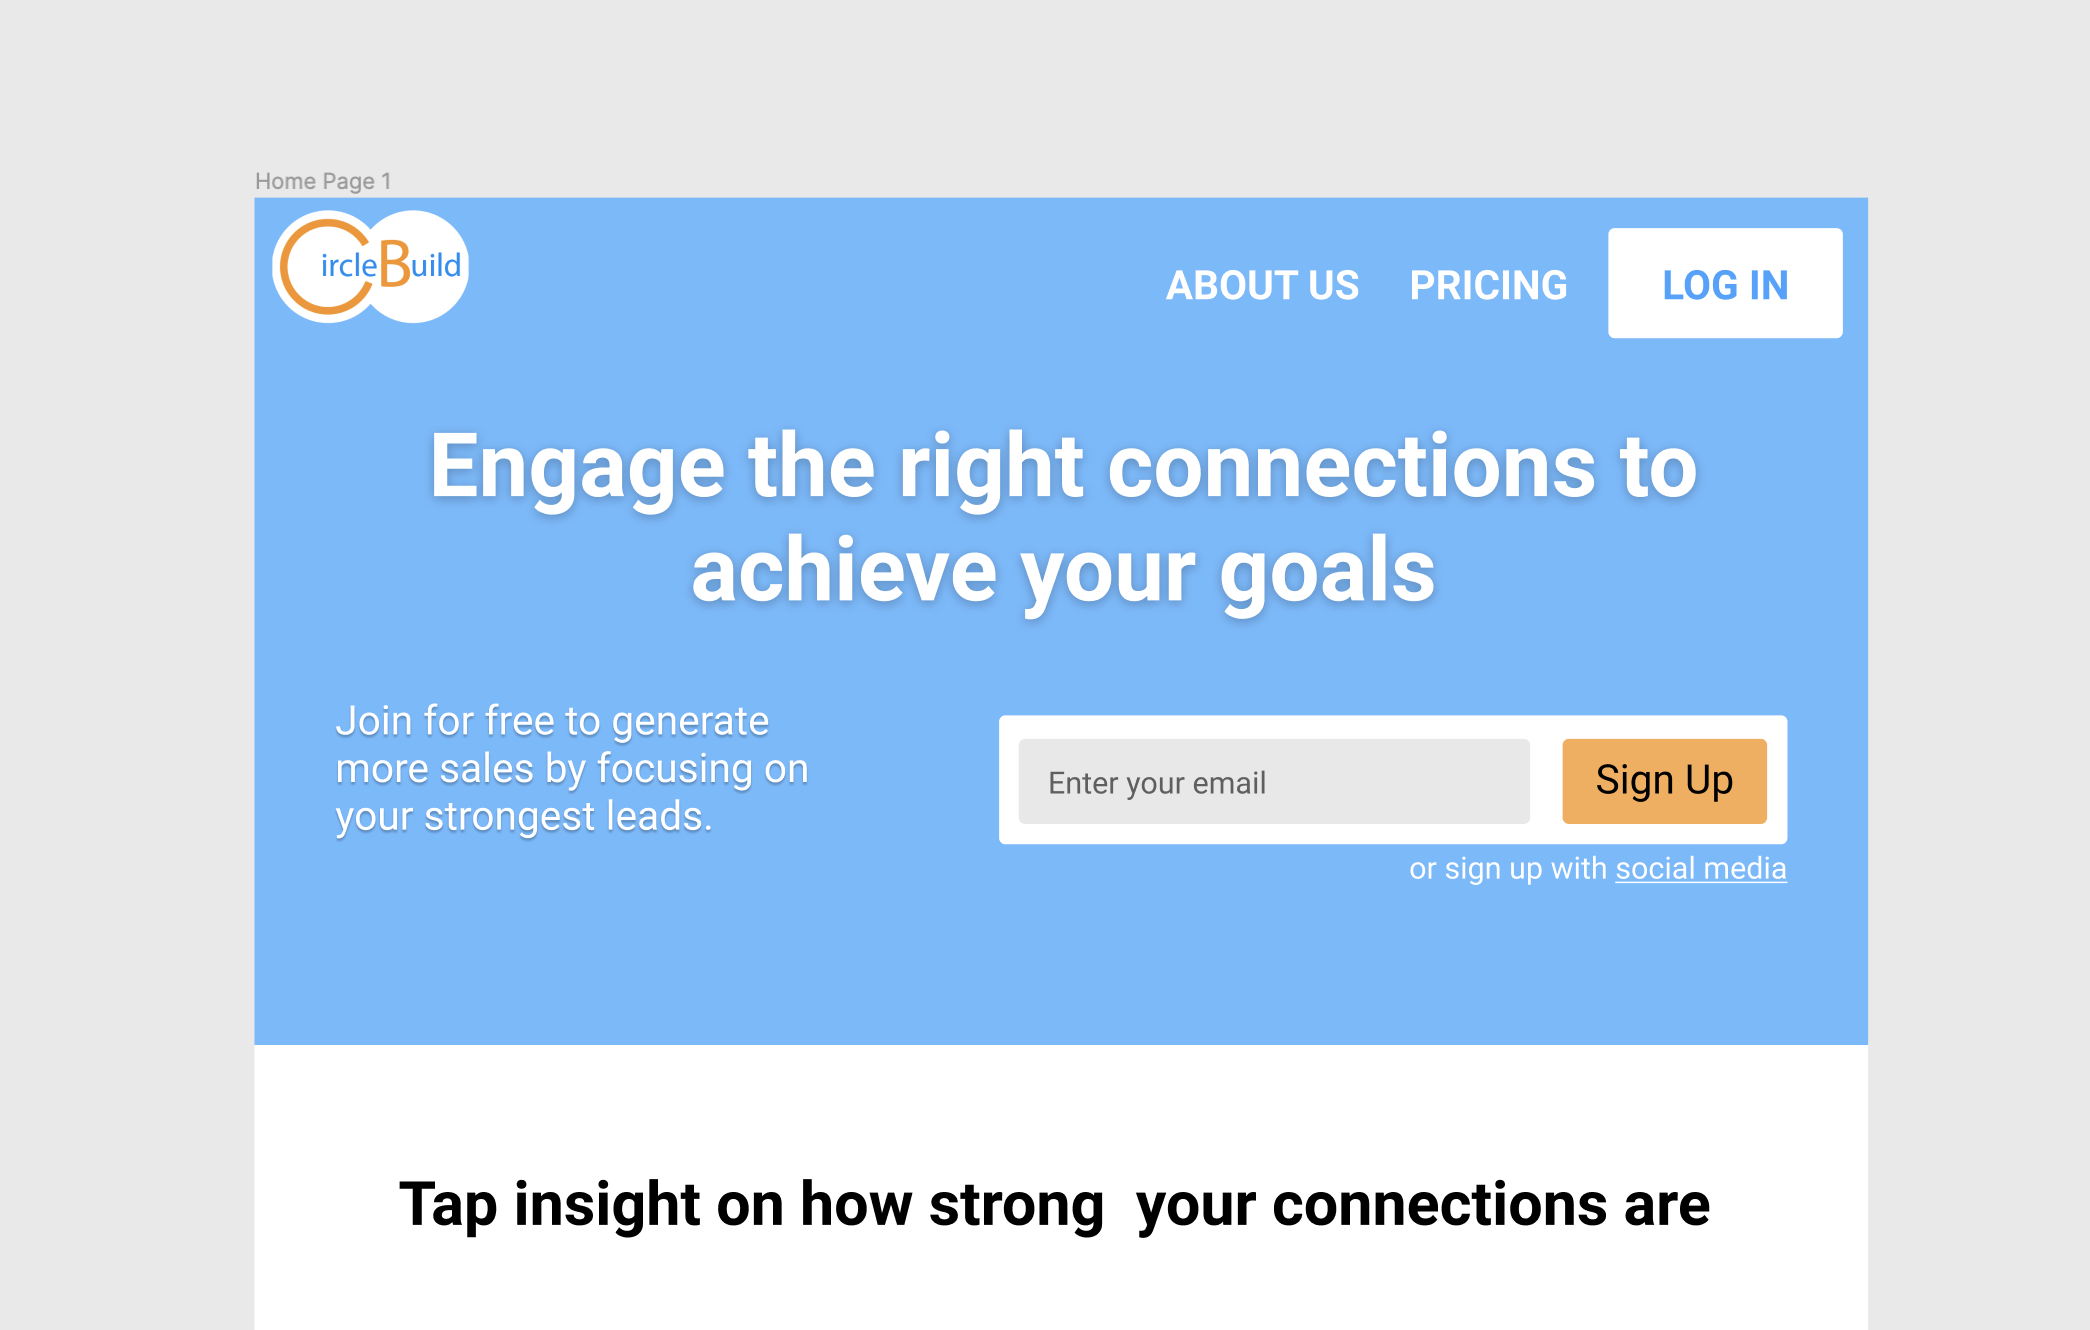 Home Page 1
CircleBuild
ABOUT US PRICING LOG IN
Engage the right connections to
achieve your goals
Join for free to generate
more sales by focusing on
your strongest leads.
Enter your email Sign Up
or sign up with social media
Tap insight on how strong  your connections are